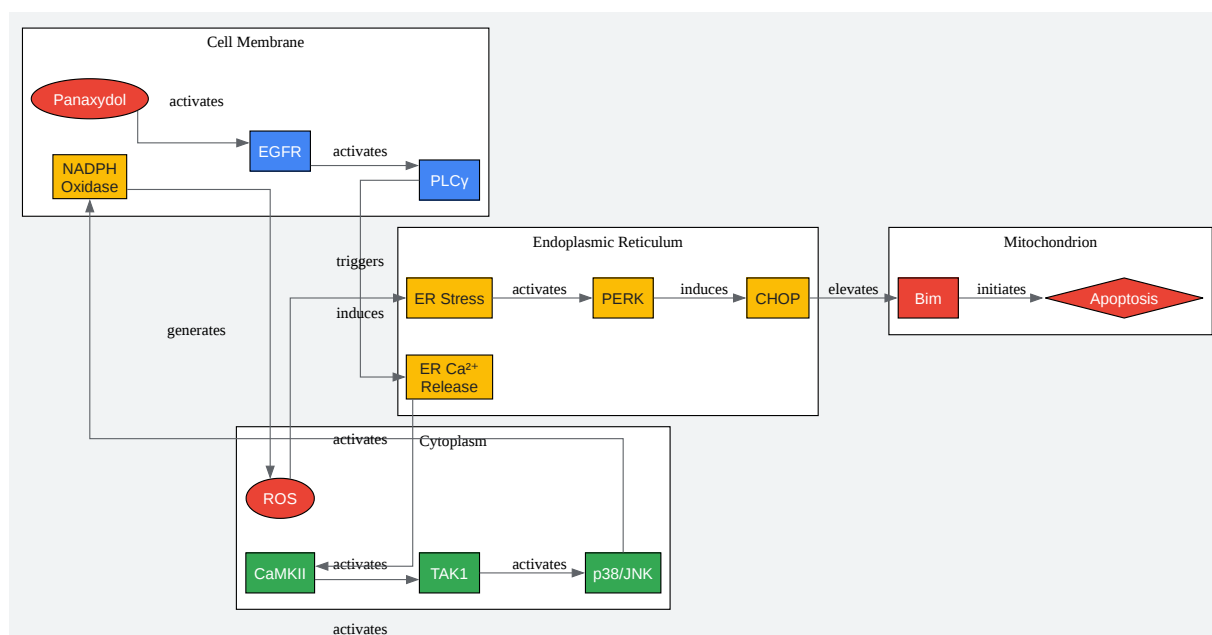 Cell Membrane
Panaxydol
activates
EGFR
activates
NADPH
Oxidase
PLCγ
Endoplasmic Reticulum
Mitochondrion
triggers
ER Stress
activates
PERK
induces
CHOP
elevates
Bim
initiates
Apoptosis
induces
generates
ER Ca²⁺
Release
activates
Cytoplasm
ROS
CaMKII
activates
TAK1
activates
p38/JNK
activates